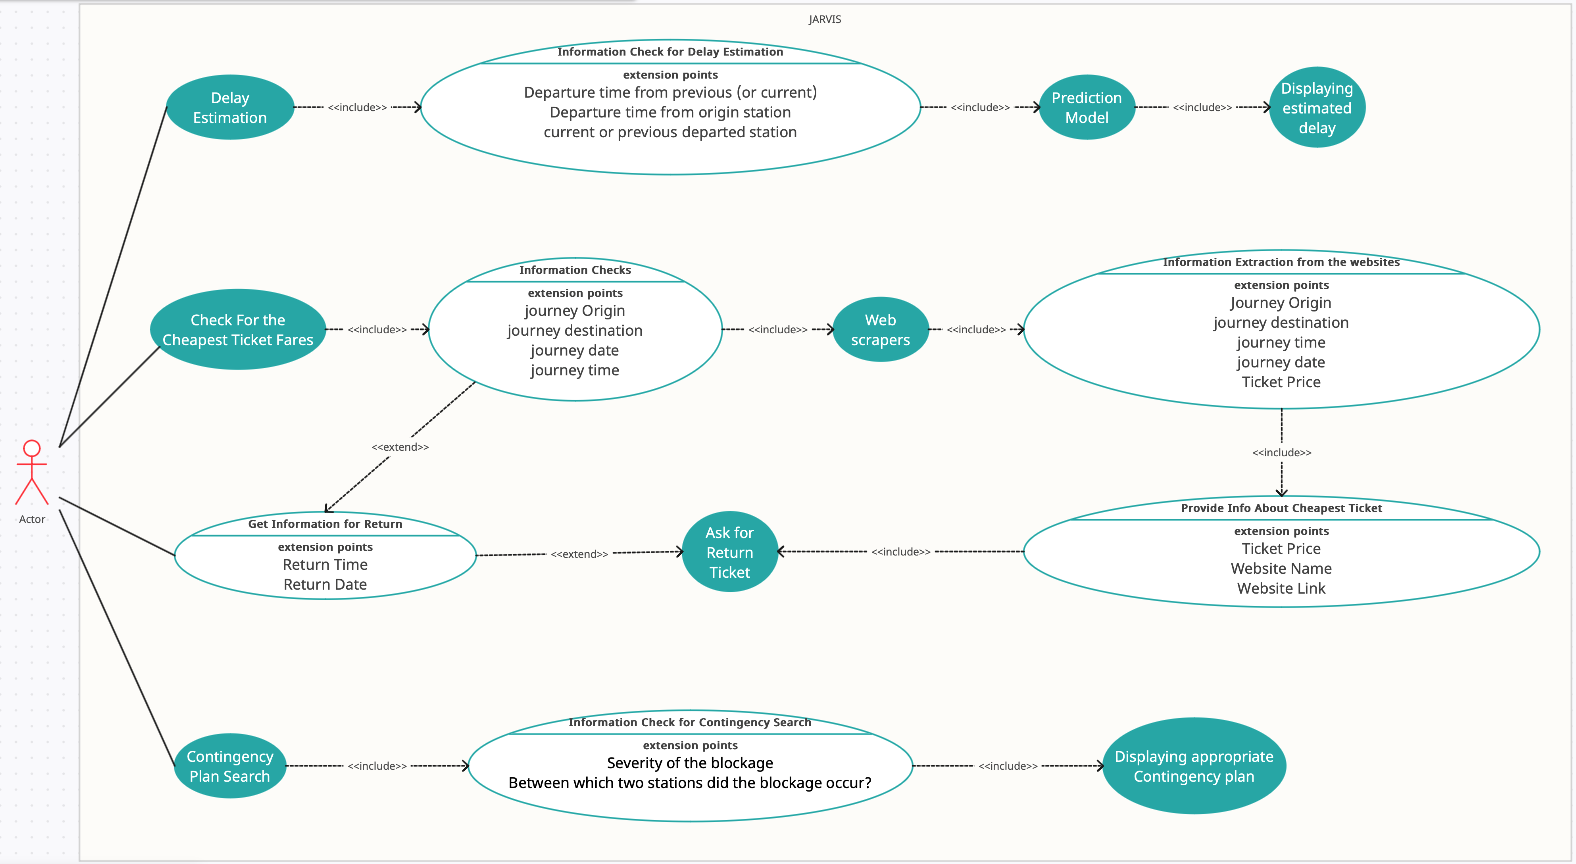 JARVIS
Information Check for Delay Estimation
extension points
Departure time from previous (or current)
Departure time from origin station
current or previous departed station
Delay
Estimation
<<include>>
<<include>>
Prediction
Model
<<include>>
Displaying
estimated
delay
Check For the
Cheapest Ticket Fares
<<include>>
Information Checks
extension points
journey Origin
journey destination
journey date
journey time
<<include>>
Web
scrapers
<<include>>
Information Extraction from the websites
extension points
Journey Origin
journey destination
journey time
journey date
Ticket Price
<<extend>>
<<include>>
Actor
Get Information for Return
extension points
Return Time
Return Date
<<extend>>
Ask for
Return
Ticket
<<include>>
Provide Info About Cheapest Ticket
extension points
Ticket Price
Website Name
Website Link
Contingency
Plan Search
<<include>>
Information Check for Contingency Search
extension points
Severity of the blockage
Between which two stations did the blockage occur?
<<include>>
Displaying appropriate
Contingency plan